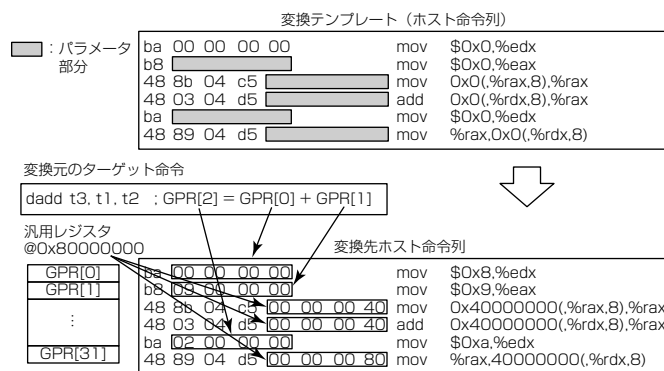 変換テンプレート（ホスト命令列）
：パラメータ
部分
ba 00 00 00 00 mov $0x0,%edx
b8 mov $0x0,%eax
48 8b 04 c5 mov 0x0(,%rax,8),%rax
48 03 04 d5 add 0x0(,%rdx,8),%rax
ba mov $0x0,%edx
48 89 04 d5 mov %rax,0x0(,%rdx,8)
変換元のターゲット命令
dadd t3, t1, t2 ; GPR[2] = GPR[0] + GPR[1]
汎用レジスタ
@0x80000000
GPR[0]
GPR[1]
⋮
GPR[31]
変換先ホスト命令列
ba 00 00 00 00 mov $0x8,%edx
b8 09 00 00 00 mov $0x9,%eax
48 8b 04 c5 00 00 00 40 mov 0x40000000(,%rax,8),%rax
48 03 04 d5 00 00 00 40 add 0x40000000(,%rdx,8),%rax
ba 02 00 00 00 mov $0xa,%edx
48 89 04 d5 00 00 00 80 mov %rax,40000000(,%rdx,8)